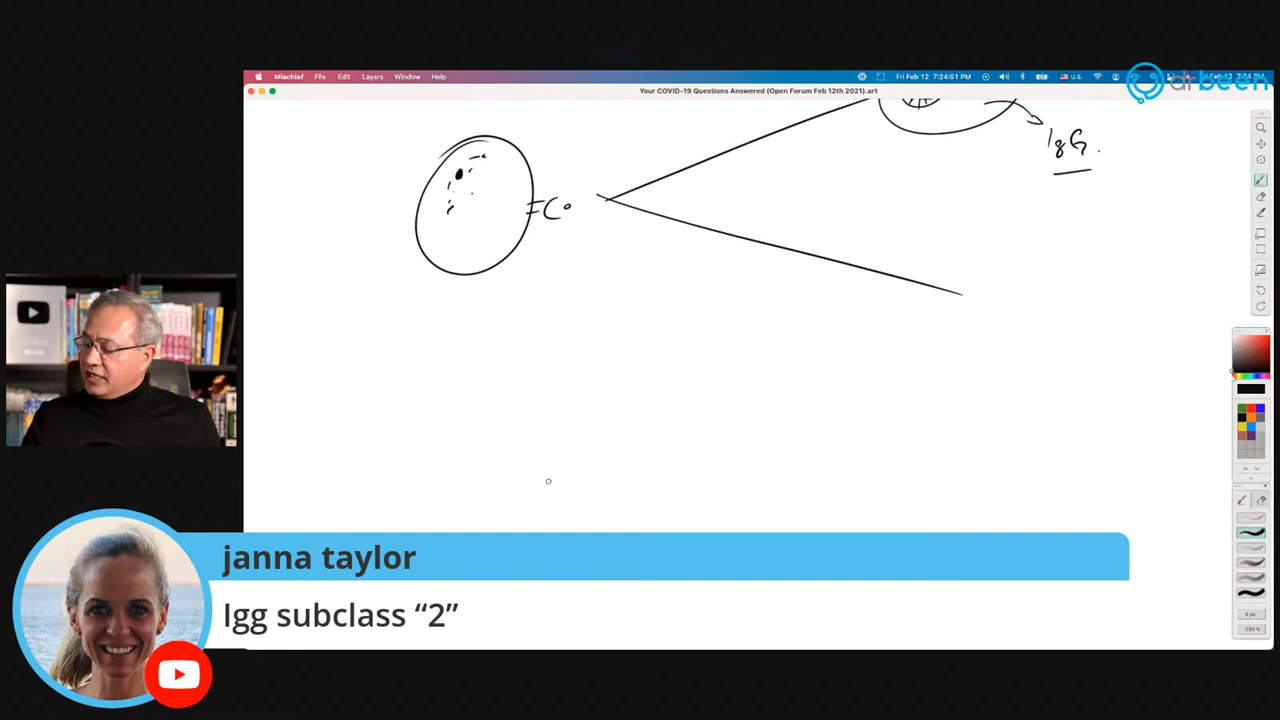 Mischief File Edit Layers Window Help
Fri Feb 12 7:24:51 PM
U.S.
Your COVID-19 Questions Answered (Open Forum Feb 12th 2021).art
drbeen
IgG.
janna taylor
Igg subclass “2”